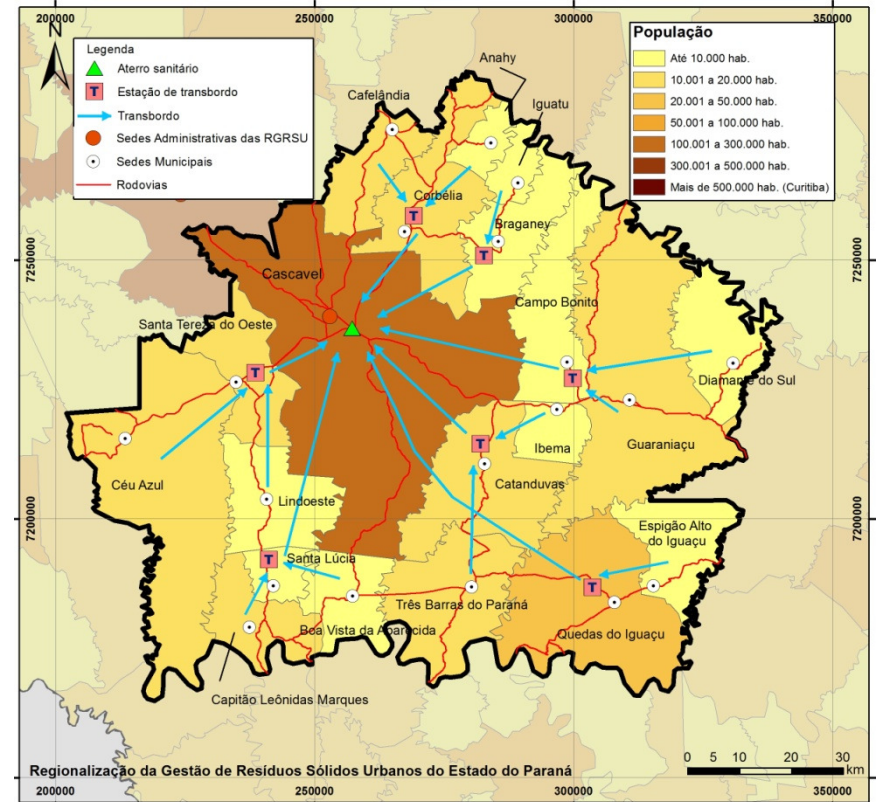 200000
250000
300000
350000
N
Legenda
Aterro sanitário
T
Estação de transbordo
Transbordo
Sedes Administrativas das RGRSU
Sedes Municipais
Rodovias
População
Até 10.000 hab.
10.001 a 20.000 hab.
20.001 a 50.000 hab.
50.001 a 100.000 hab.
100.001 a 300.000 hab.
300.001 a 500.000 hab.
Mais de 500.000 hab. (Curitiba)
Anahy
Cafelândia
Iguatu
Corbélia
T
Braganey
T
7250000
7250000
Cascavel
Campo Bonito
Santa Tereza do Oeste
T
T
Diamante do Sul
T
Ibema
Guaraniaçu
Céu Azul
Catanduvas
Lindoeste
7200000
7200000
Espigão Alto
do Iguaçu
T
Santa Lúcia
T
Três Barras do Paraná
Boa Vista da Aparecida
Quedas do Iguaçu
Capitão Leônidas Marques
Regionalização da Gestão de Resíduos Sólidos Urbanos do Estado do Paraná
0 5 10 20 30
km
200000
250000
300000
350000